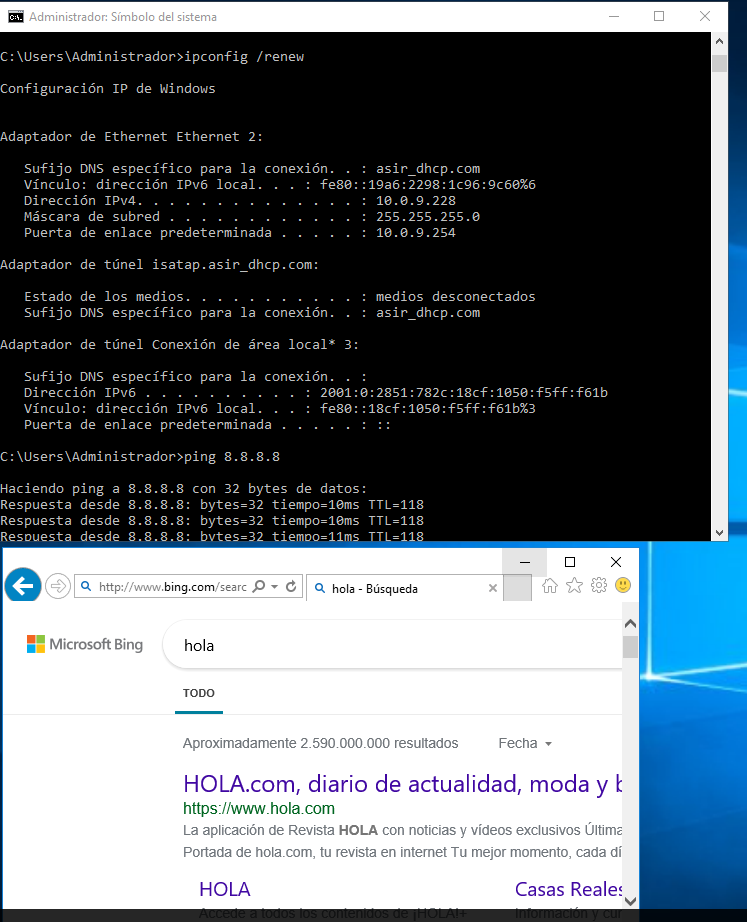 Administrador: Símbolo del sistema
C:\Users\Administrador>ipconfig /renew
Configuración IP de Windows
Adaptador de Ethernet Ethernet 2:
Sufijo DNS específico para la conexión. . : asir_dhcp.com
Vínculo: dirección IPv6 local. . . : fe80::19a6:2298:1c96:9c60%6
Dirección IPv4. . . . . . . . . . . . . . : 10.0.9.228
Máscara de subred . . . . . . . . . . . . : 255.255.255.0
Puerta de enlace predeterminada . . . . . : 10.0.9.254
Adaptador de túnel isatap.asir_dhcp.com:
Estado de los medios. . . . . . . . . . . : medios desconectados
Sufijo DNS específico para la conexión. . : asir_dhcp.com
Adaptador de túnel Conexión de área local* 3:
Sufijo DNS específico para la conexión. . :
Dirección IPv6 . . . . . . . . . . : 2001:0:2851:782c:18cf:1050:f5ff:f61b
Vínculo: dirección IPv6 local. . . : fe80::18cf:1050:f5ff:f61b%3
Puerta de enlace predeterminada . . . . . : ::
C:\Users\Administrador>ping 8.8.8.8
Haciendo ping a 8.8.8.8 con 32 bytes de datos:
Respuesta desde 8.8.8.8: bytes=32 tiempo=10ms TTL=118
Respuesta desde 8.8.8.8: bytes=32 tiempo=10ms TTL=118
Respuesta desde 8.8.8.8: bytes=32 tiempo=11ms TTL=118
http://www.bing.com/searc
hola - Búsqueda
Microsoft Bing
hola
TODO
Aproximadamente 2.590.000.000 resultados
Fecha
HOLA.com, diario de actualidad, moda y b
https://www.hola.com
La aplicación de Revista HOLA con noticias y vídeos exclusivos Última
Portada de hola.com, tu revista en internet Tu mejor momento, cada dí
HOLA
Casas Reales
Accede a todos los contenidos de ¡HOLA!+
Información y cur